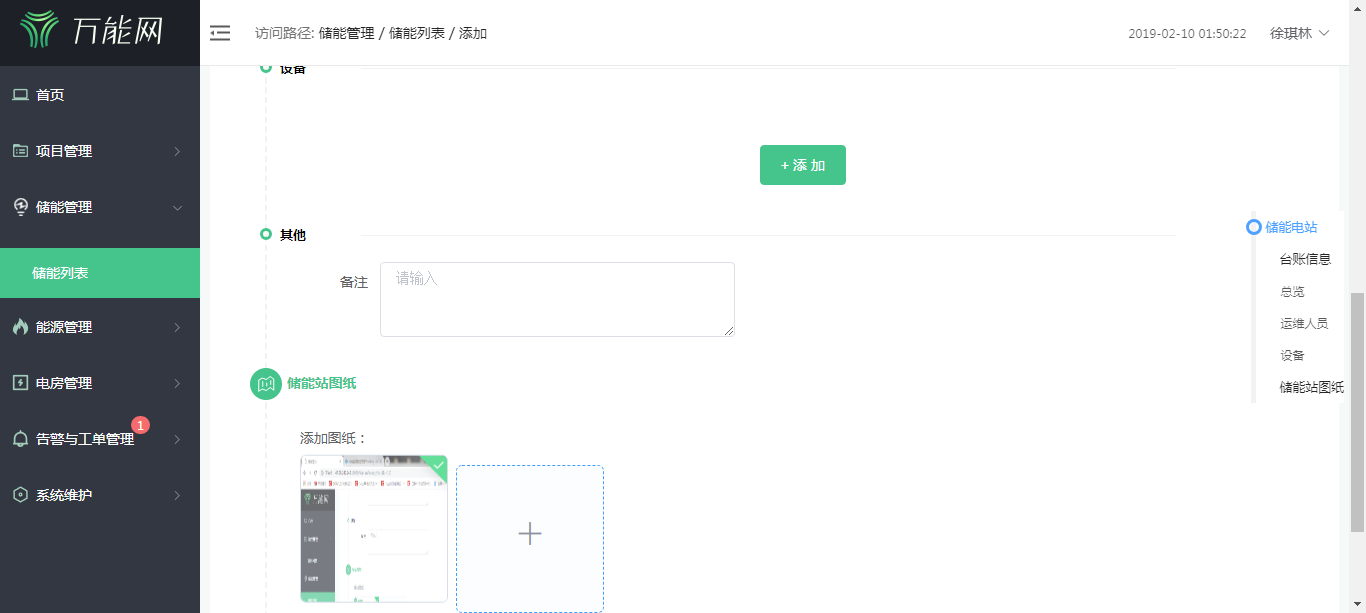 万能网
访问路径: 储能管理 / 储能列表 / 添加
2019-02-10 01:50:22
徐琪林
首页
项目管理
储能管理
储能列表
能源管理
电房管理
告警与工单管理
1
系统维护
设备
+ 添 加
其他
备注
请输入
储能站图纸
添加图纸：
储能电站
台账信息
总览
运维人员
设备
储能站图纸